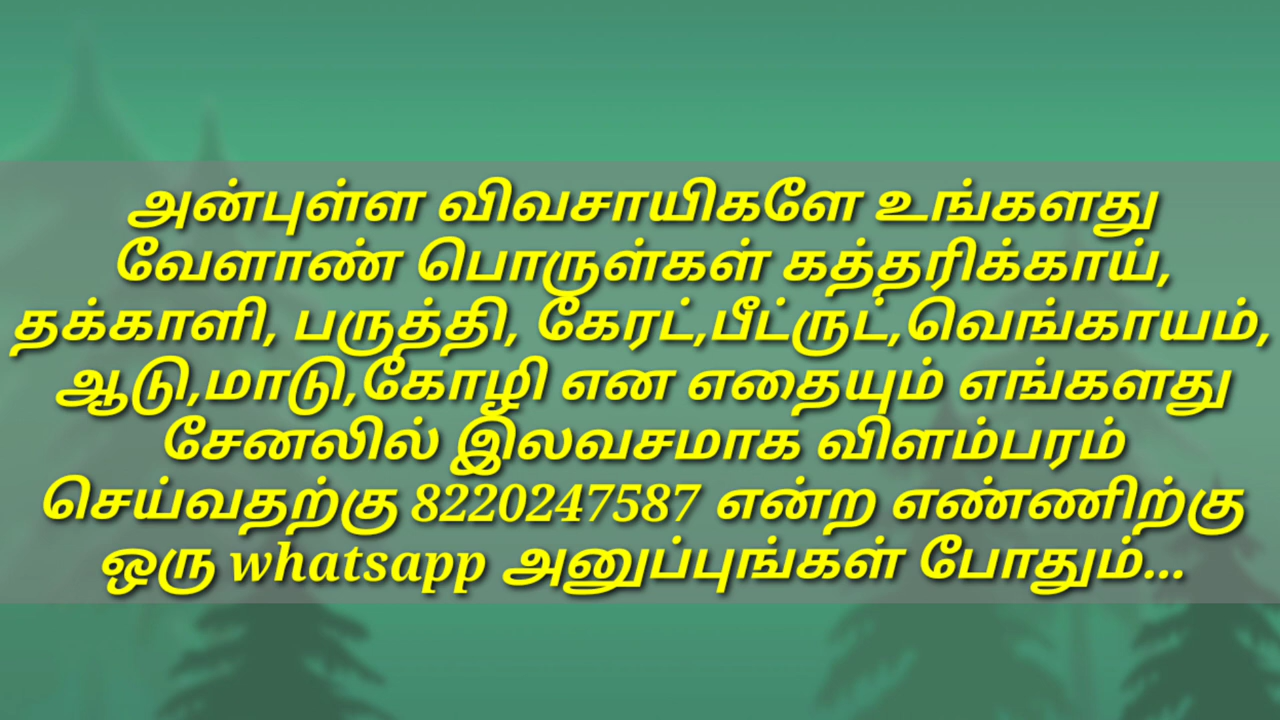 அன்புள்ள விவசாயிகளே உங்களது
வேளாண் பொருள்கள் கத்தரிக்காய்,
தக்காளி, பருத்தி, கேரட்,பீட்ருட்,வெங்காயம்,
ஆடு,மாடு,கோழி என எதையும் எங்களது
சேனலில் இலவசமாக விளம்பரம்
செய்வதற்கு 8220247587 என்ற எண்ணிற்கு
ஒரு whatsapp அனுப்புங்கள் போதும்...